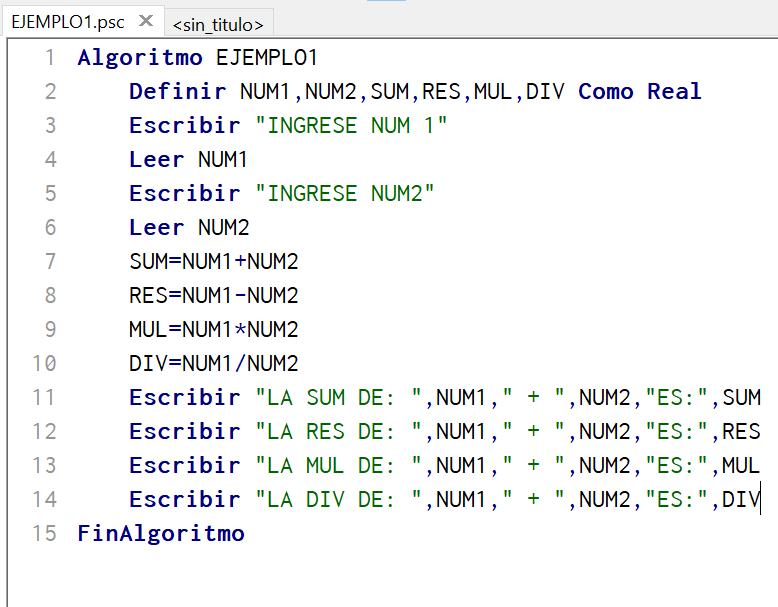 EJEMPLO1.psc × <sin_titulo>
1 Algoritmo EJEMPLO1
2 Definir NUM1,NUM2,SUM,RES,MUL,DIV Como Real
3 Escribir "INGRESE NUM 1"
4 Leer NUM1
5 Escribir "INGRESE NUM2"
6 Leer NUM2
7 SUM=NUM1+NUM2
8 RES=NUM1-NUM2
9 MUL=NUM1*NUM2
10 DIV=NUM1/NUM2
11 Escribir "LA SUM DE: ",NUM1," + ",NUM2,"ES:",SUM
12 Escribir "LA RES DE: ",NUM1," + ",NUM2,"ES:",RES
13 Escribir "LA MUL DE: ",NUM1," + ",NUM2,"ES:",MUL
14 Escribir "LA DIV DE: ",NUM1," + ",NUM2,"ES:",DIV
15 FinAlgoritmo